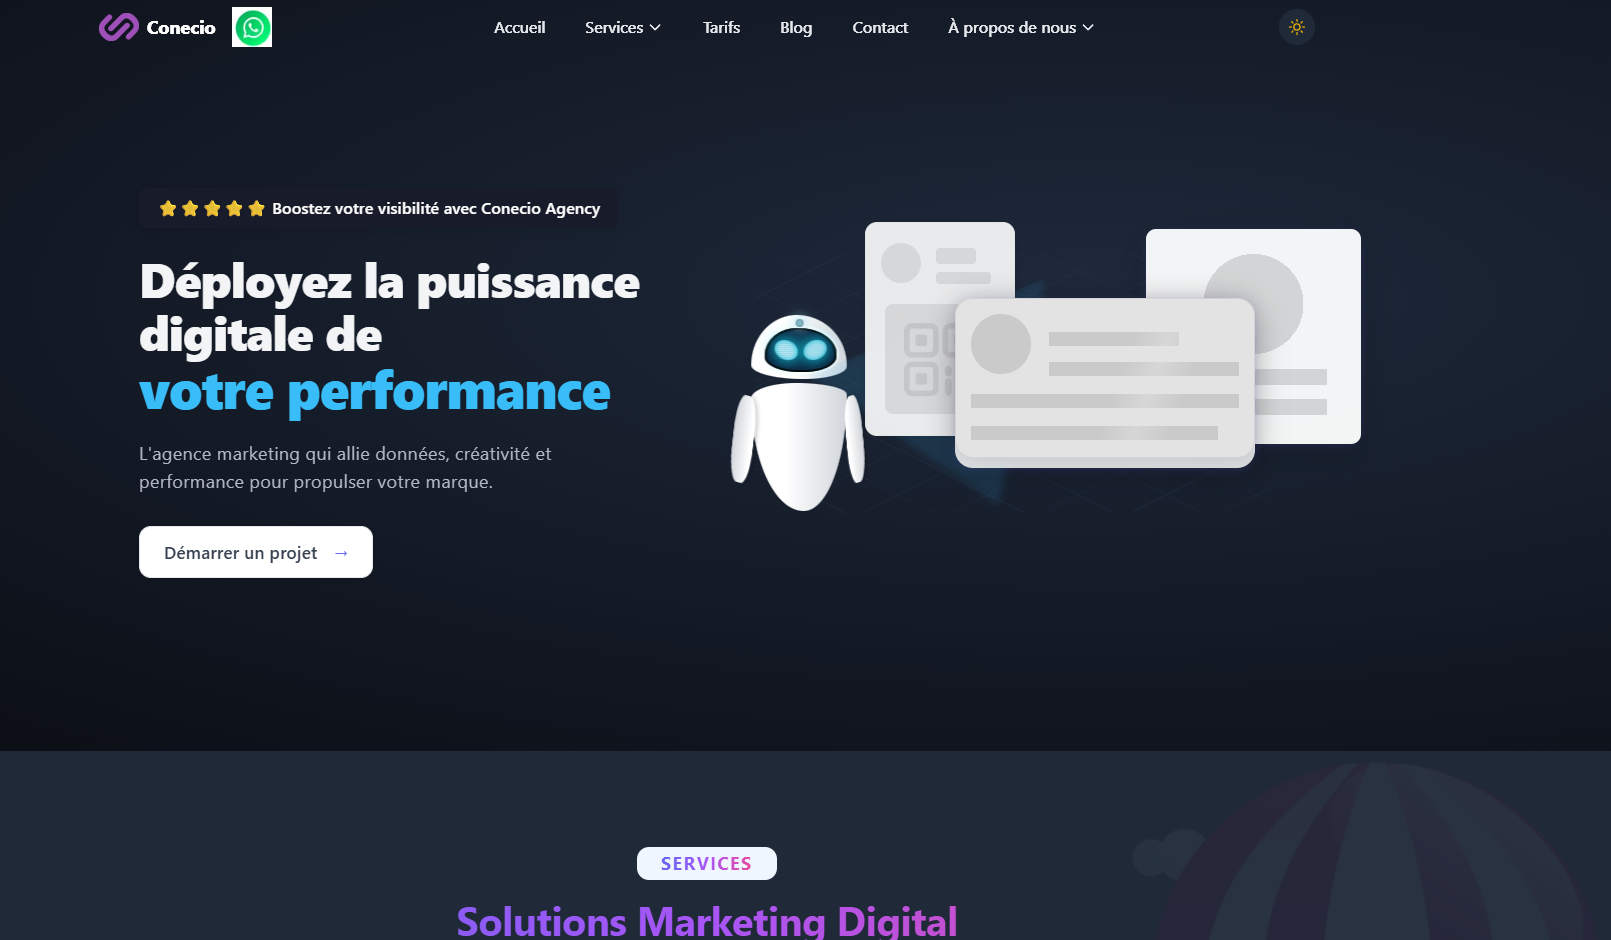 Conecio
Accueil
Services
Tarifs
Blog
Contact
À propos de nous
Boostez votre visibilité avec Conecio Agency
Déployez la puissance
digitale de
votre performance
L'agence marketing qui allie données, créativité et
performance pour propulser votre marque.
Démarrer un projet →
SERVICES
Solutions Marketing Digital